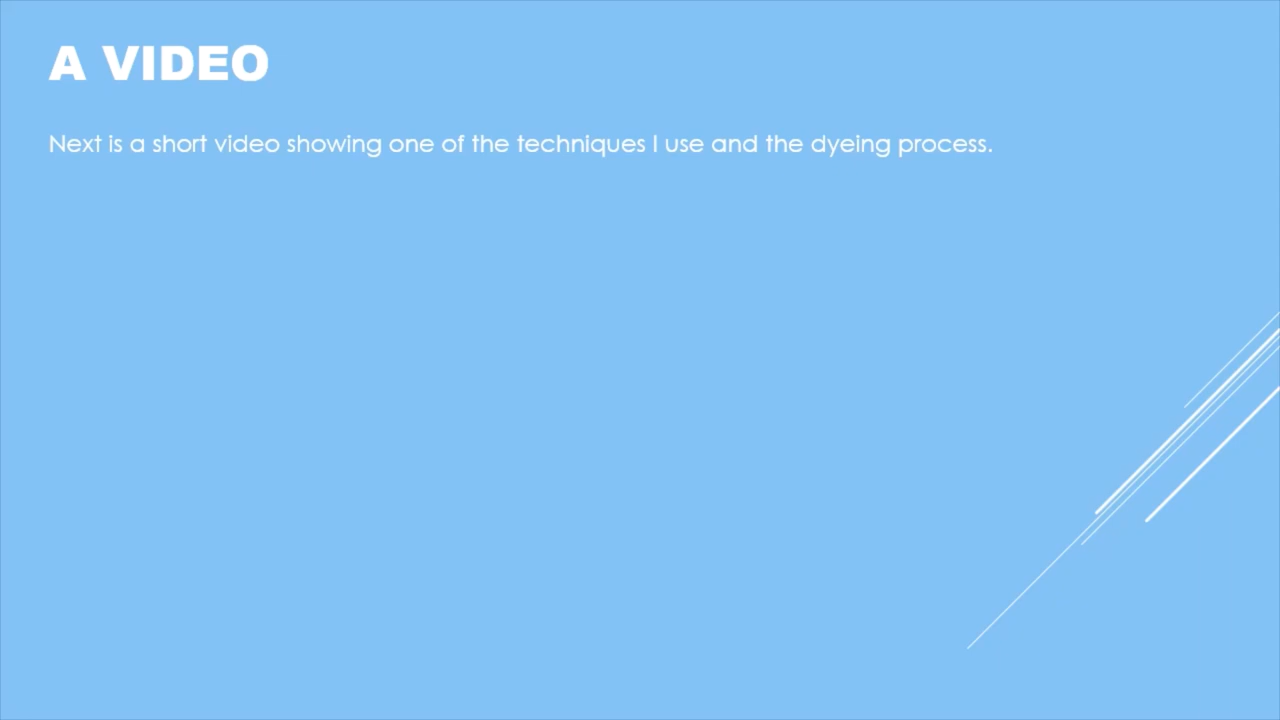 A VIDEO
Next is a short video showing one of the techniques I use and the dyeing process.